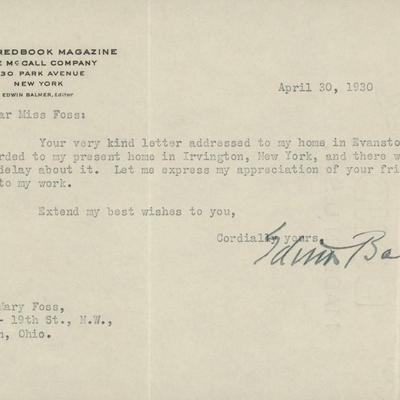 REDBOOK MAGAZINE
McCALL COMPANY
30 PARK AVENUE
NEW YORK
EDWIN BALMER, Editor
April 30, 1930
ar Miss Foss:
Your very kind letter addressed to my home in Evansto
rded to my present home in Irvington, New York, and there w
delay about it. Let me express my appreciation of your fri
to my work.
Extend my best wishes to you,
Cordially yours,
Edwin Ba
Mary Foss,
- 19th St., N.W.,
n, Ohio.